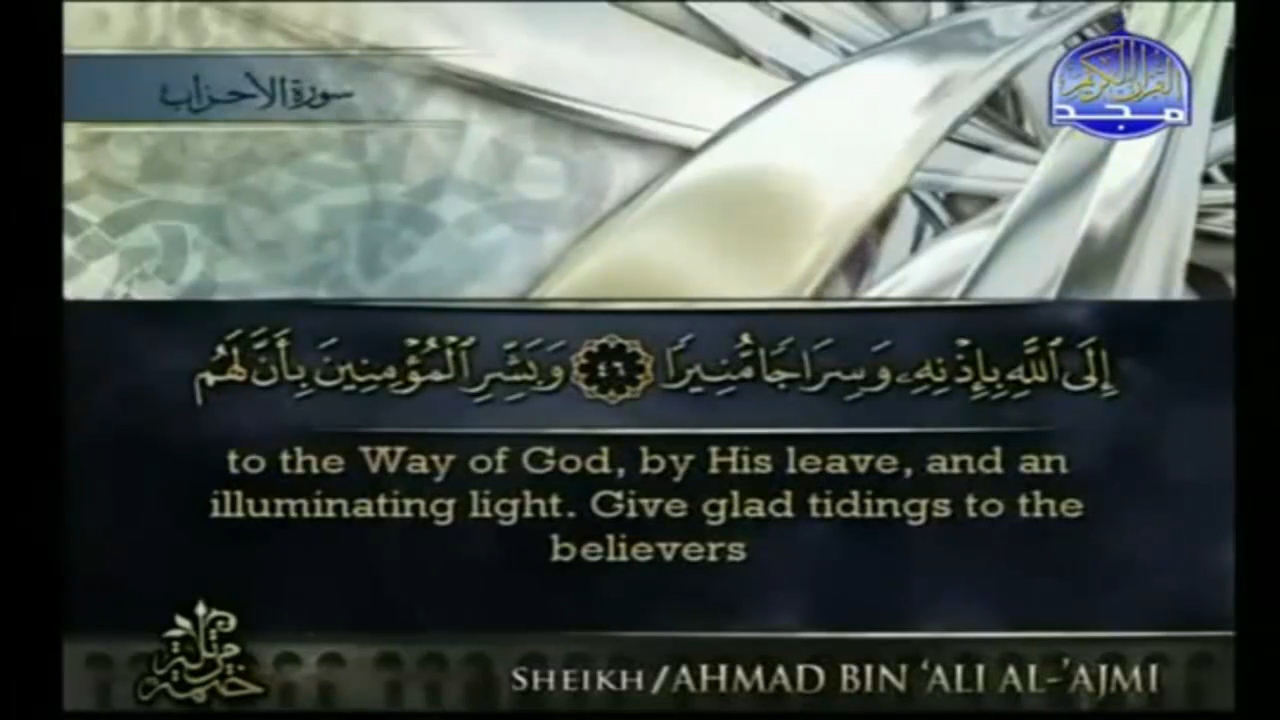 سورة الأحزاب
القرآن الكريم
مجد
إِلَى ٱللَّهِ بِإِذْنِهِۦ وَسِرَاجًا مُّنِيرًا ٤٦ وَبَشِّرِ ٱلْمُؤْمِنِينَ بِأَنَّ لَهُم
to the Way of God, by His leave, and an
illuminating light. Give glad tidings to the
believers
ختمة مرتلة
SHEIKH/AHMAD BIN ‘ALI AL-’AJMI